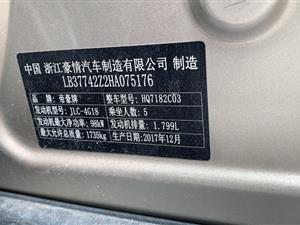 中国 浙江豪情汽车制造有限公司 制造
LB37742Z2HA075176
品牌：帝豪牌 整车型号：HQ7182C03
发动机型号：JLC-4G18 乘坐人数：5
发动机最大净功率：98kW 发动机排量：1.799L
最大允许总质量：1735kg 生产日期：2017年12月